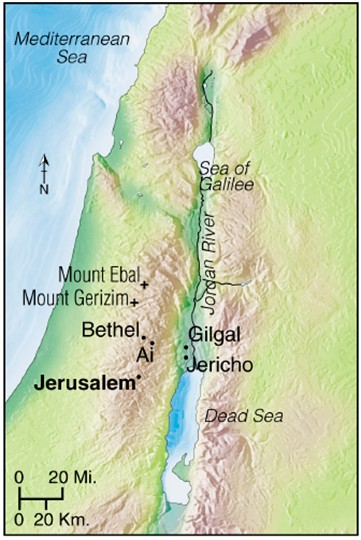 Mediterranean
Sea
N
Sea of
Galilee
Jordan River
Mount Ebal
Mount Gerizim
Bethel
Ai
Gilgal
Jericho
Jerusalem
Dead Sea
0 20 Mi.
0 20 Km.